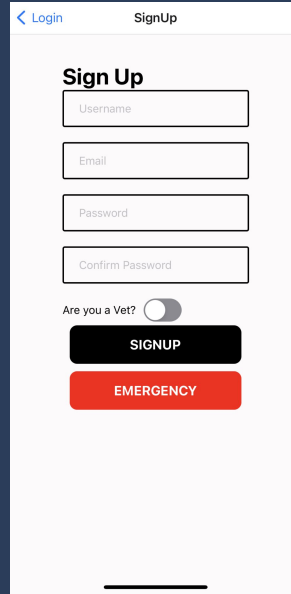 Login SignUp
Sign Up
Username
Email
Password
Confirm Password
Are you a Vet?
SIGNUP
EMERGENCY